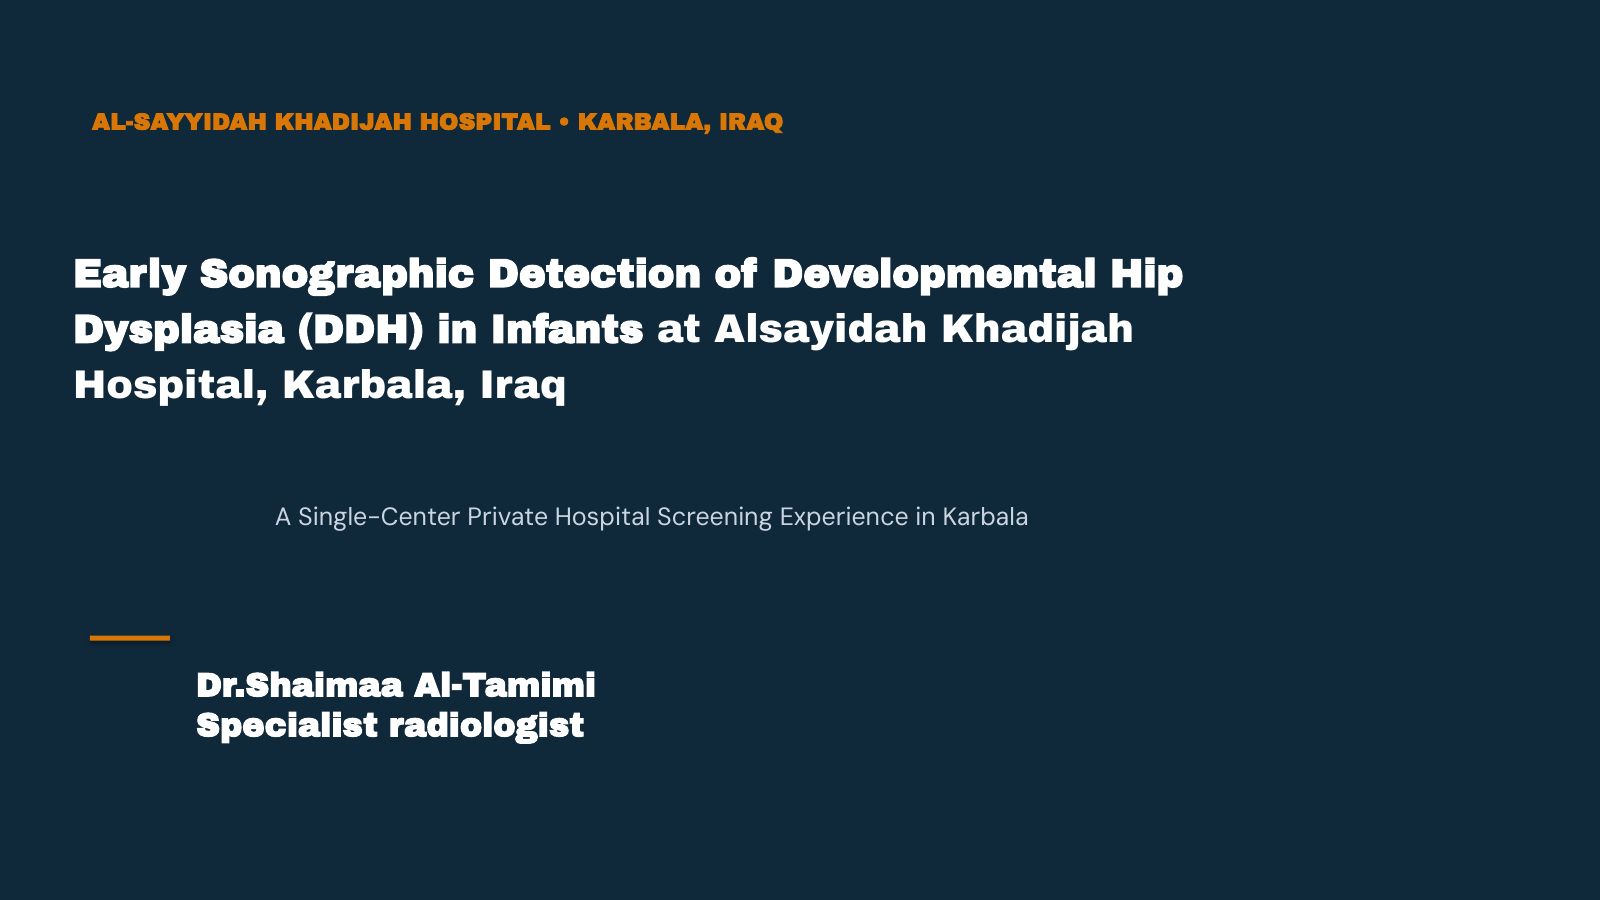 AL-SAYYIDAH KHADIJAH HOSPITAL • KARBALA, IRAQ
Early Sonographic Detection of Developmental Hip
Dysplasia (DDH) in Infants at Alsayidah Khadijah
Hospital, Karbala, Iraq
A Single-Center Private Hospital Screening Experience in Karbala
Dr.Shaimaa Al-Tamimi
Specialist radiologist